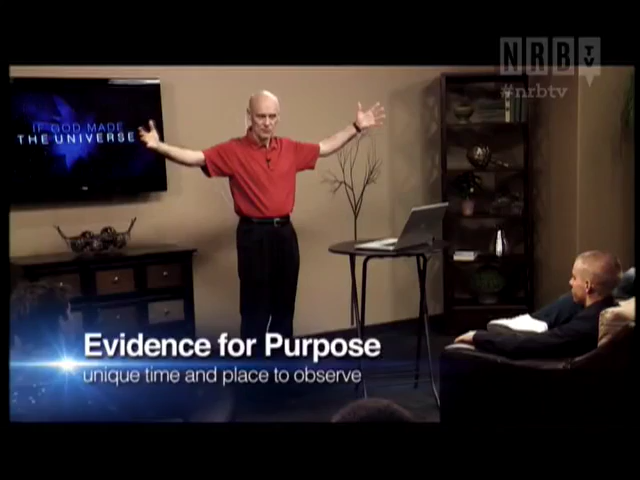 NRB TV
#nrbtv
IF GOD MADE
THE UNIVERSE
Evidence for Purpose
unique time and place to observe